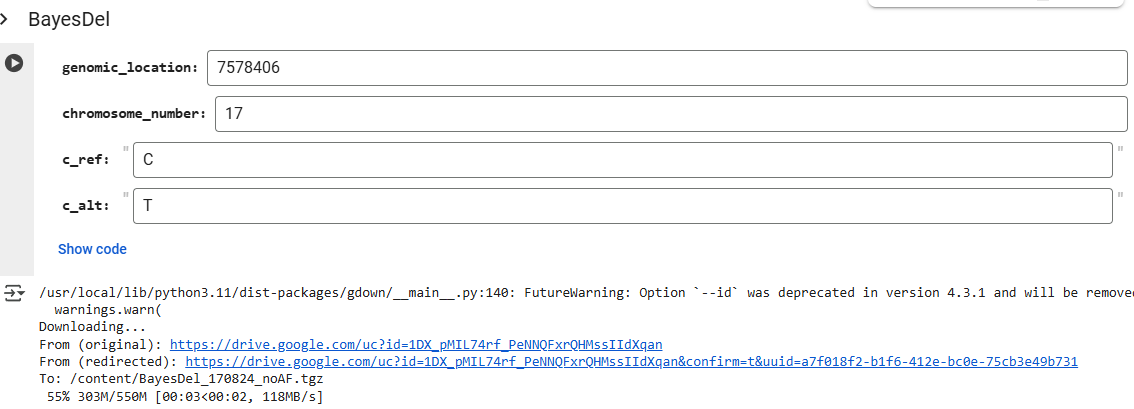 BayesDel
genomic_location: 7578406
chromosome_number: 17
c_ref: " C "
c_alt: " T "
Show code
/usr/local/lib/python3.11/dist-packages/gdown/__main__.py:140: FutureWarning: Option `--id` was deprecated in version 4.3.1 and will be remove
warnings.warn(
Downloading...
From (original): https://drive.google.com/uc?id=1DX_pMIL74rf_PeNNQFxrQHMssIIdXqan
From (redirected): https://drive.google.com/uc?id=1DX_pMIL74rf_PeNNQFxrQHMssIIdXqan&confirm=t&uuid=a7f018f2-b1f6-412e-bc0e-75cb3e49b731
To: /content/BayesDel_170824_noAF.tgz
55% 303M/550M [00:03<00:02, 118MB/s]